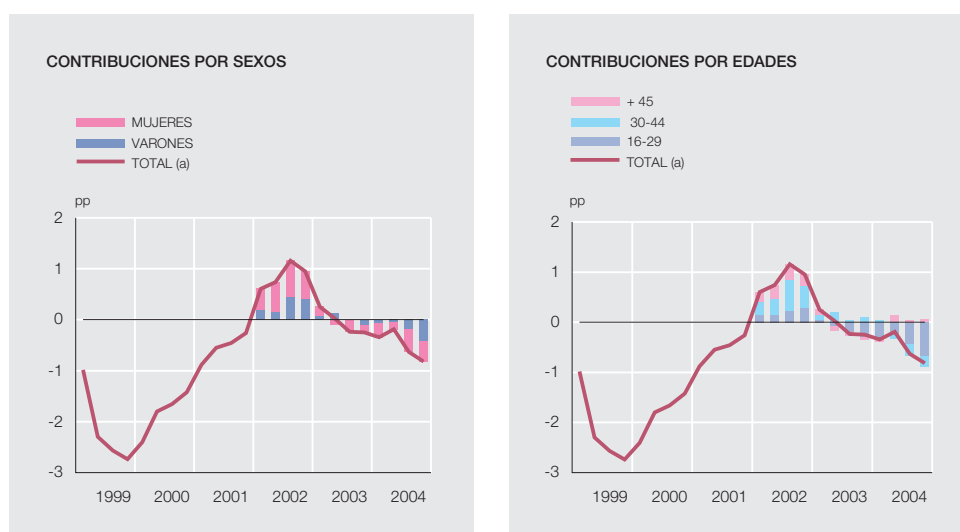 CONTRIBUCIONES POR SEXOS
MUJERES
VARONES
TOTAL (a)
pp
2
1
0
-1
-2
-3
1999 2000 2001 2002 2003 2004
CONTRIBUCIONES POR EDADES
+ 45
30-44
16-29
TOTAL (a)
pp
2
1
0
-1
-2
-3
1999 2000 2001 2002 2003 2004